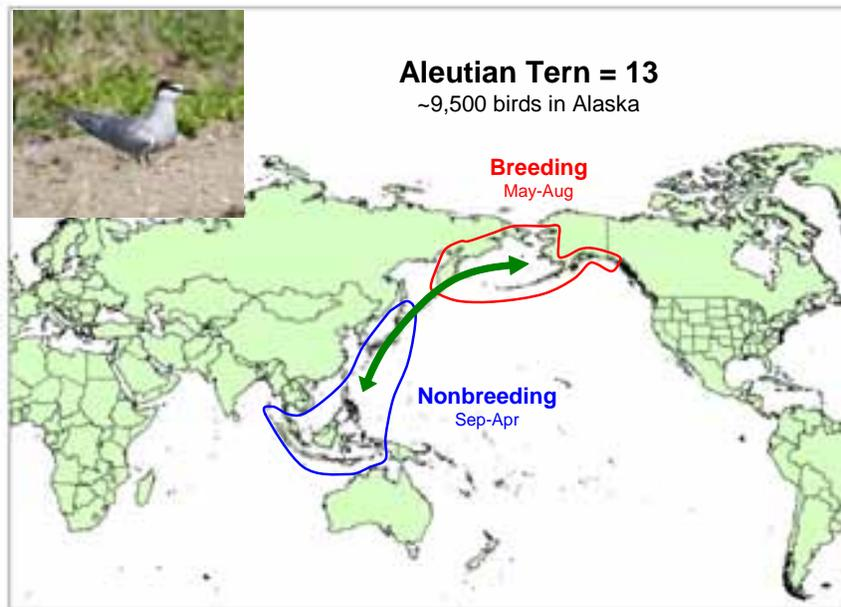 Aleutian Tern = 13
~9,500 birds in Alaska
Breeding
May-Aug
Nonbreeding
Sep-Apr